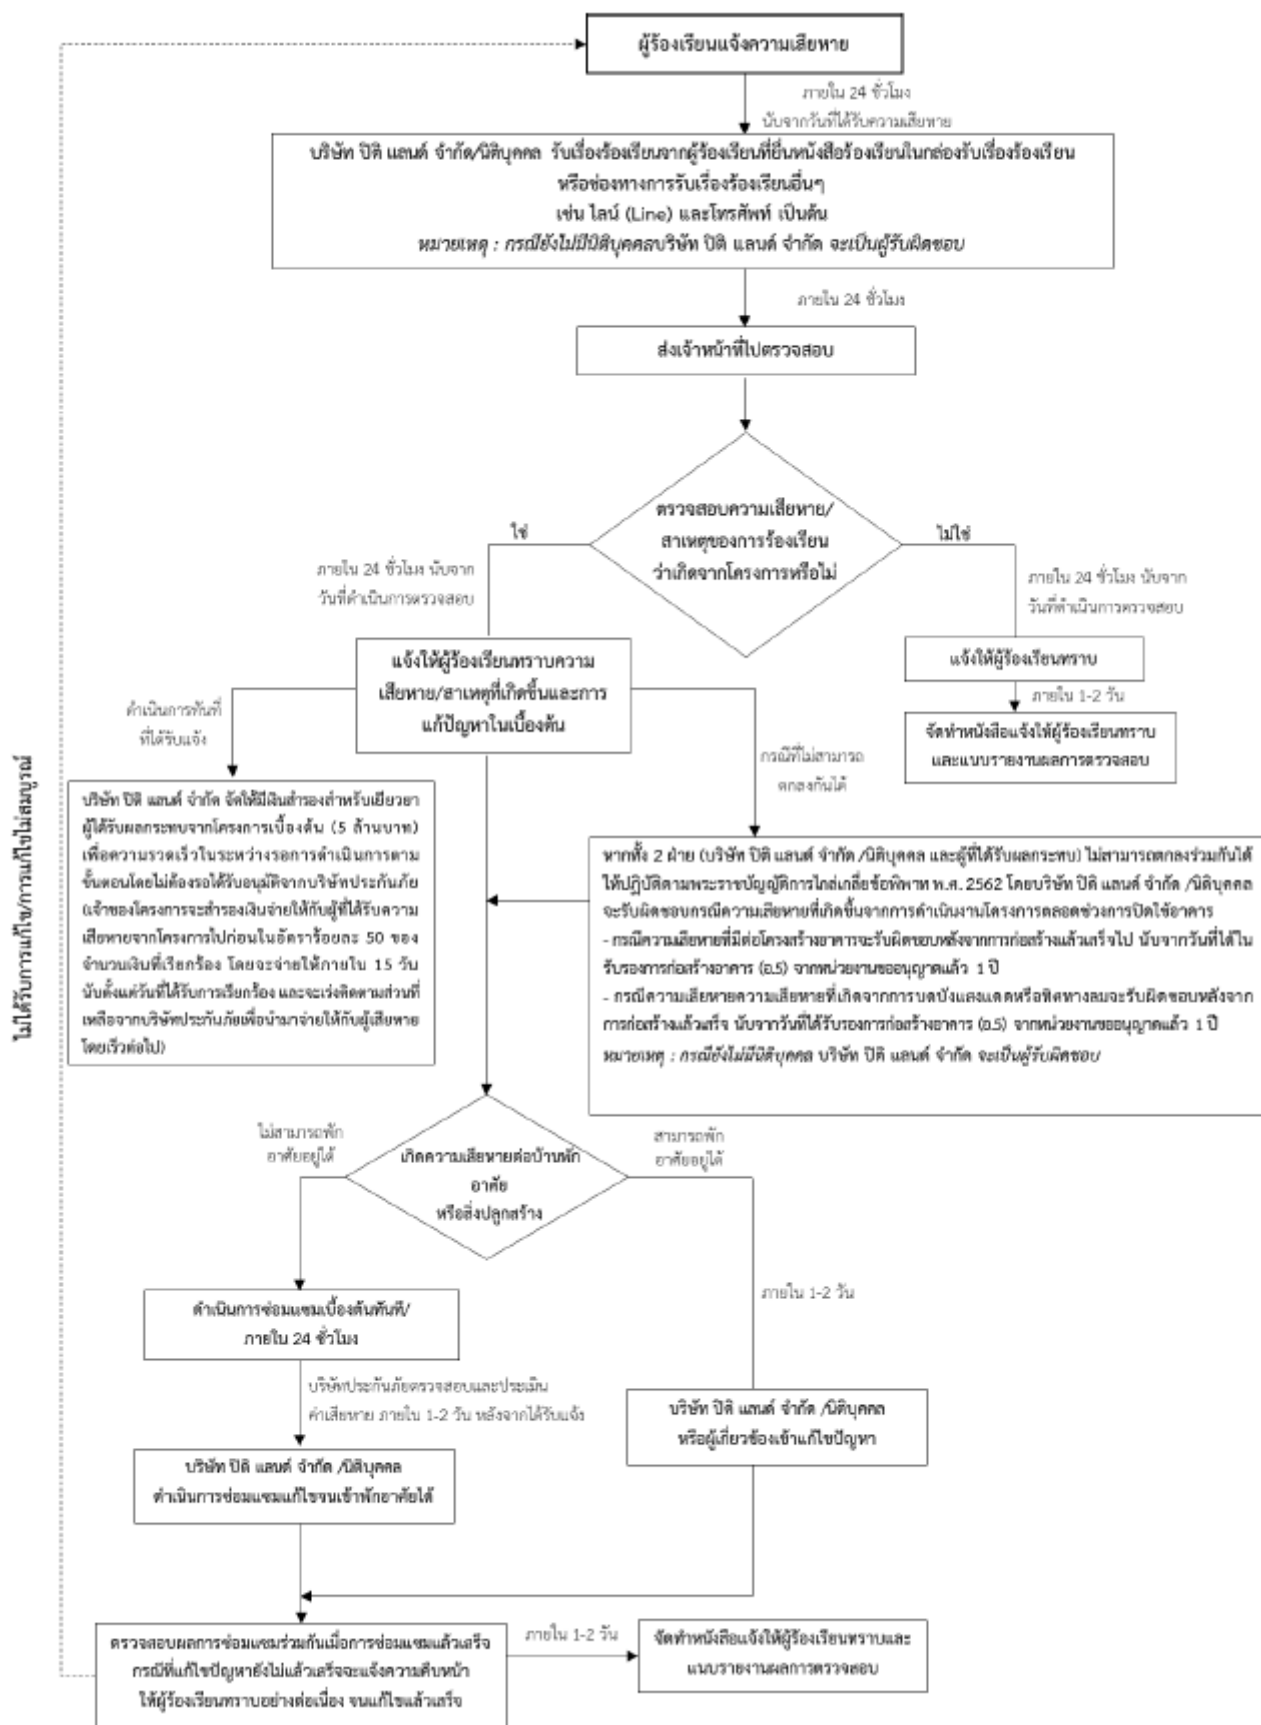 ผู้ร้องเรียนแจ้งความเสียหาย
ภายใน 24 ชั่วโมง
นับจากวันที่ได้รับความเสียหาย
บริษัท ปิติ แลนด์ จำกัด/นิติบุคคล รับเรื่องร้องเรียนจากผู้ร้องเรียนที่ยื่นหนังสือร้องเรียนในกล่องรับเรื่องร้องเรียน
หรือช่องทางการรับเรื่องร้องเรียนอื่นๆ
เช่น ไลน์ (Line) และโทรศัพท์ เป็นต้น
หมายเหตุ : กรณียังไม่มีนิติบุคคลบริษัท ปิติ แลนด์ จำกัด จะเป็นผู้รับผิดชอบ
ภายใน 24 ชั่วโมง
ส่งเจ้าหน้าที่ไปตรวจสอบ
ตรวจสอบความเสียหาย/
สาเหตุของการร้องเรียน
ว่าเกิดจากโครงการหรือไม่
ใช่
ไม่ใช่
ภายใน 24 ชั่วโมง นับจาก
วันที่ดำเนินการตรวจสอบ
ภายใน 24 ชั่วโมง นับจาก
วันที่ดำเนินการตรวจสอบ
แจ้งให้ผู้ร้องเรียนทราบความ
เสียหาย/สาเหตุที่เกิดขึ้นและการ
แก้ปัญหาในเบื้องต้น
แจ้งให้ผู้ร้องเรียนทราบ
ภายใน 1-2 วัน
จัดทำหนังสือแจ้งให้ผู้ร้องเรียนทราบ
และแนบรายงานผลการตรวจสอบ
ดำเนินการทันที
ที่ได้รับแจ้ง
กรณีที่ไม่สามารถ
ตกลงกันได้
บริษัท ปิติ แลนด์ จำกัด จัดให้มีเงินสำรองสำหรับเยียวยา
ผู้ได้รับผลกระทบจากโครงการเบื้องต้น (5 ล้านบาท)
เพื่อความรวดเร็วในระหว่างรอการดำเนินการตาม
ขั้นตอนโดยไม่ต้องรอได้รับอนุมัติจากบริษัทประกันภัย
(เจ้าของโครงการจะสำรองเงินจ่ายให้กับผู้ที่ได้รับความ
เสียหายจากโครงการไปก่อนในอัตราร้อยละ 50 ของ
จำนวนเงินที่เรียกร้อง โดยจะจ่ายให้ภายใน 15 วัน
นับตั้งแต่วันที่ได้รับการเรียกร้อง และจะเร่งติดตามส่วนที่
เหลือจากบริษัทประกันภัยเพื่อนำมาจ่ายให้กับผู้เสียหาย
โดยเร็วต่อไป)
หากทั้ง 2 ฝ่าย (บริษัท ปิติ แลนด์ จำกัด /นิติบุคคล และผู้ที่ได้รับผลกระทบ) ไม่สามารถตกลงร่วมกันได้
ให้ปฏิบัติตามพระราชบัญญัติการไกล่เกลี่ยข้อพิพาท พ.ศ. 2562 โดยบริษัท ปิติ แลนด์ จำกัด /นิติบุคคล
จะรับผิดชอบกรณีความเสียหายที่เกิดขึ้นจากการดำเนินงานโครงการตลอดช่วงการเปิดใช้อาคาร
- กรณีความเสียหายที่มีต่อโครงสร้างอาคารจะรับผิดชอบหลังจากการก่อสร้างแล้วเสร็จไป นับจากวันที่ได้ใบ
รับรองการก่อสร้างอาคาร (อ.5) จากหน่วยงานขออนุญาตแล้ว 1 ปี
- กรณีความเสียหายความเสียหายที่เกิดจากการบดบังแสงแดดหรือทิศทางลมจะรับผิดชอบหลังจาก
การก่อสร้างแล้วเสร็จ นับจากวันที่ได้รับรองการก่อสร้างอาคาร (อ.5) จากหน่วยงานขออนุญาตแล้ว 1 ปี
หมายเหตุ : กรณียังไม่มีนิติบุคคล บริษัท ปิติ แลนด์ จำกัด จะเป็นผู้รับผิดชอบ
ไม่ได้รับการแก้ไข/การแก้ไขไม่สมบูรณ์
ไม่สามารถพัก
อาศัยอยู่ได้
สามารถพัก
อาศัยอยู่ได้
เกิดความเสียหายต่อบ้านพัก
อาศัย
หรือสิ่งปลูกสร้าง
ดำเนินการซ่อมแซมเบื้องต้นทันที/
ภายใน 24 ชั่วโมง
ภายใน 1-2 วัน
บริษัทประกันภัยตรวจสอบและประเมิน
ค่าเสียหาย ภายใน 1-2 วัน หลังจากได้รับแจ้ง
บริษัท ปิติ แลนด์ จำกัด /นิติบุคคล
หรือผู้เกี่ยวข้องเข้าแก้ไขปัญหา
บริษัท ปิติ แลนด์ จำกัด /นิติบุคคล
ดำเนินการซ่อมแซมแก้ไขจนเข้าพักอาศัยได้
ตรวจสอบผลการซ่อมแซมร่วมกันเมื่อการซ่อมแซมแล้วเสร็จ
กรณีที่แก้ไขปัญหายังไม่แล้วเสร็จจะแจ้งความคืบหน้า
ให้ผู้ร้องเรียนทราบอย่างต่อเนื่อง จนแก้ไขแล้วเสร็จ
ภายใน 1-2 วัน
จัดทำหนังสือแจ้งให้ผู้ร้องเรียนทราบและ
แนบรายงานผลการตรวจสอบ